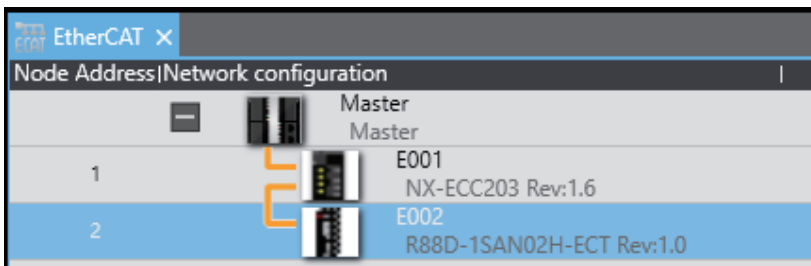 ECAT EtherCAT ×
Node Address|Network configuration |
Master
Master
1 E001
NX-ECC203 Rev:1.6
2 E002
R88D-1SAN02H-ECT Rev:1.0